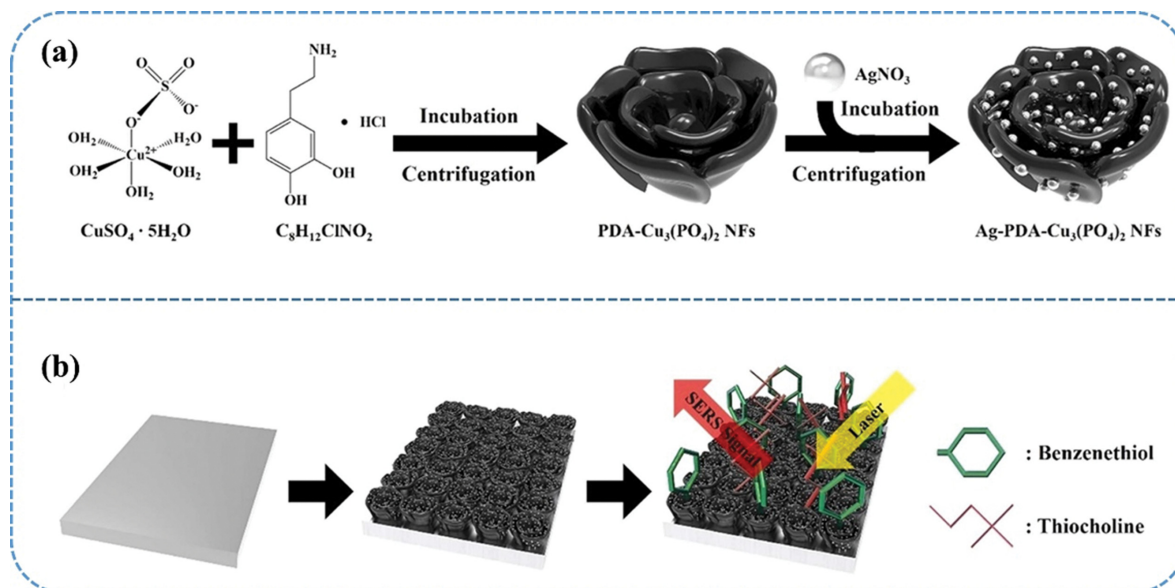 (a)
NH₂
• HCl
OH
OH
O
O
S
O⁻
O
OH₂
H₂O
Cu²⁺
OH₂
OH₂
OH₂
+
CuSO₄ · 5H₂O
C₈H₁₂ClNO₂
Incubation
Centrifugation
PDA-Cu₃(PO₄)₂ NFs
AgNO₃
Incubation
Centrifugation
Ag-PDA-Cu₃(PO₄)₂ NFs
(b)
SERS Signal
Laser
: Benzenethiol
: Thiocholine